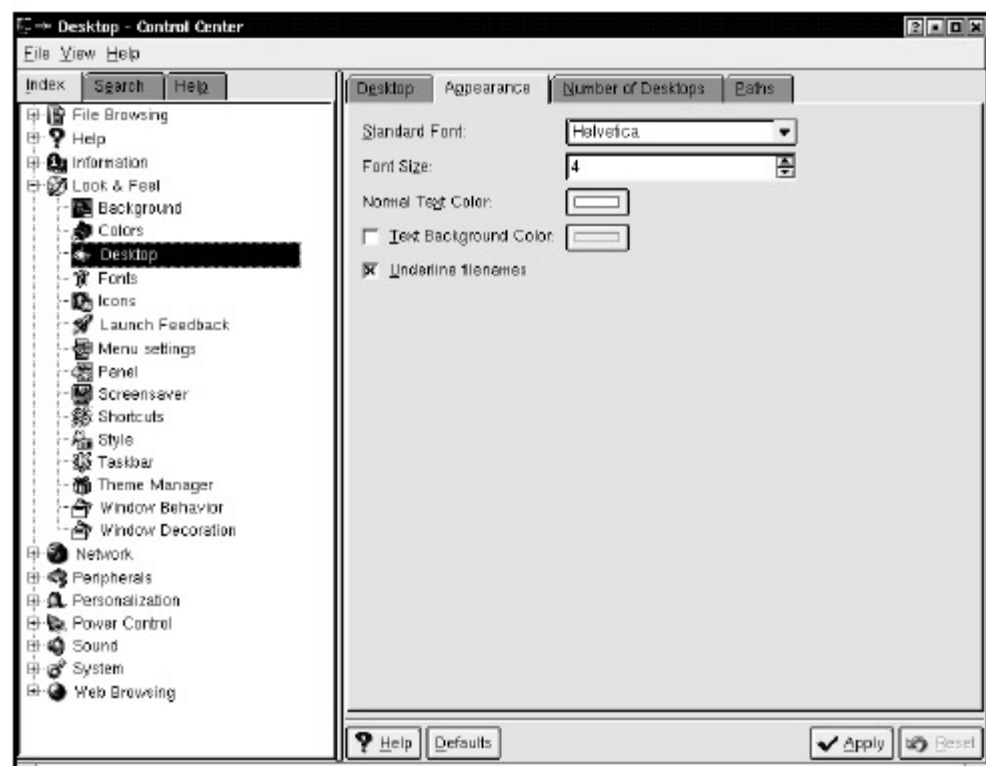 Desktop - Control Center
File View Help
Index Search Help
File Browsing
Help
Information
Look & Feel
Background
Colors
Desktop
Fonts
Icons
Launch Feedback
Menu settings
Panel
Screensaver
Shortcuts
Style
Taskbar
Theme Manager
Window Behavior
Window Decoration
Network
Peripherals
Personalization
Power Control
Sound
System
Web Browsing
Desktop Appearance Number of Desktops Paths
Standard Font: Helvetica
Font Size: 4
Normal Text Color:
Text Background Color:
Underline filenames
Help Defaults Apply Reset